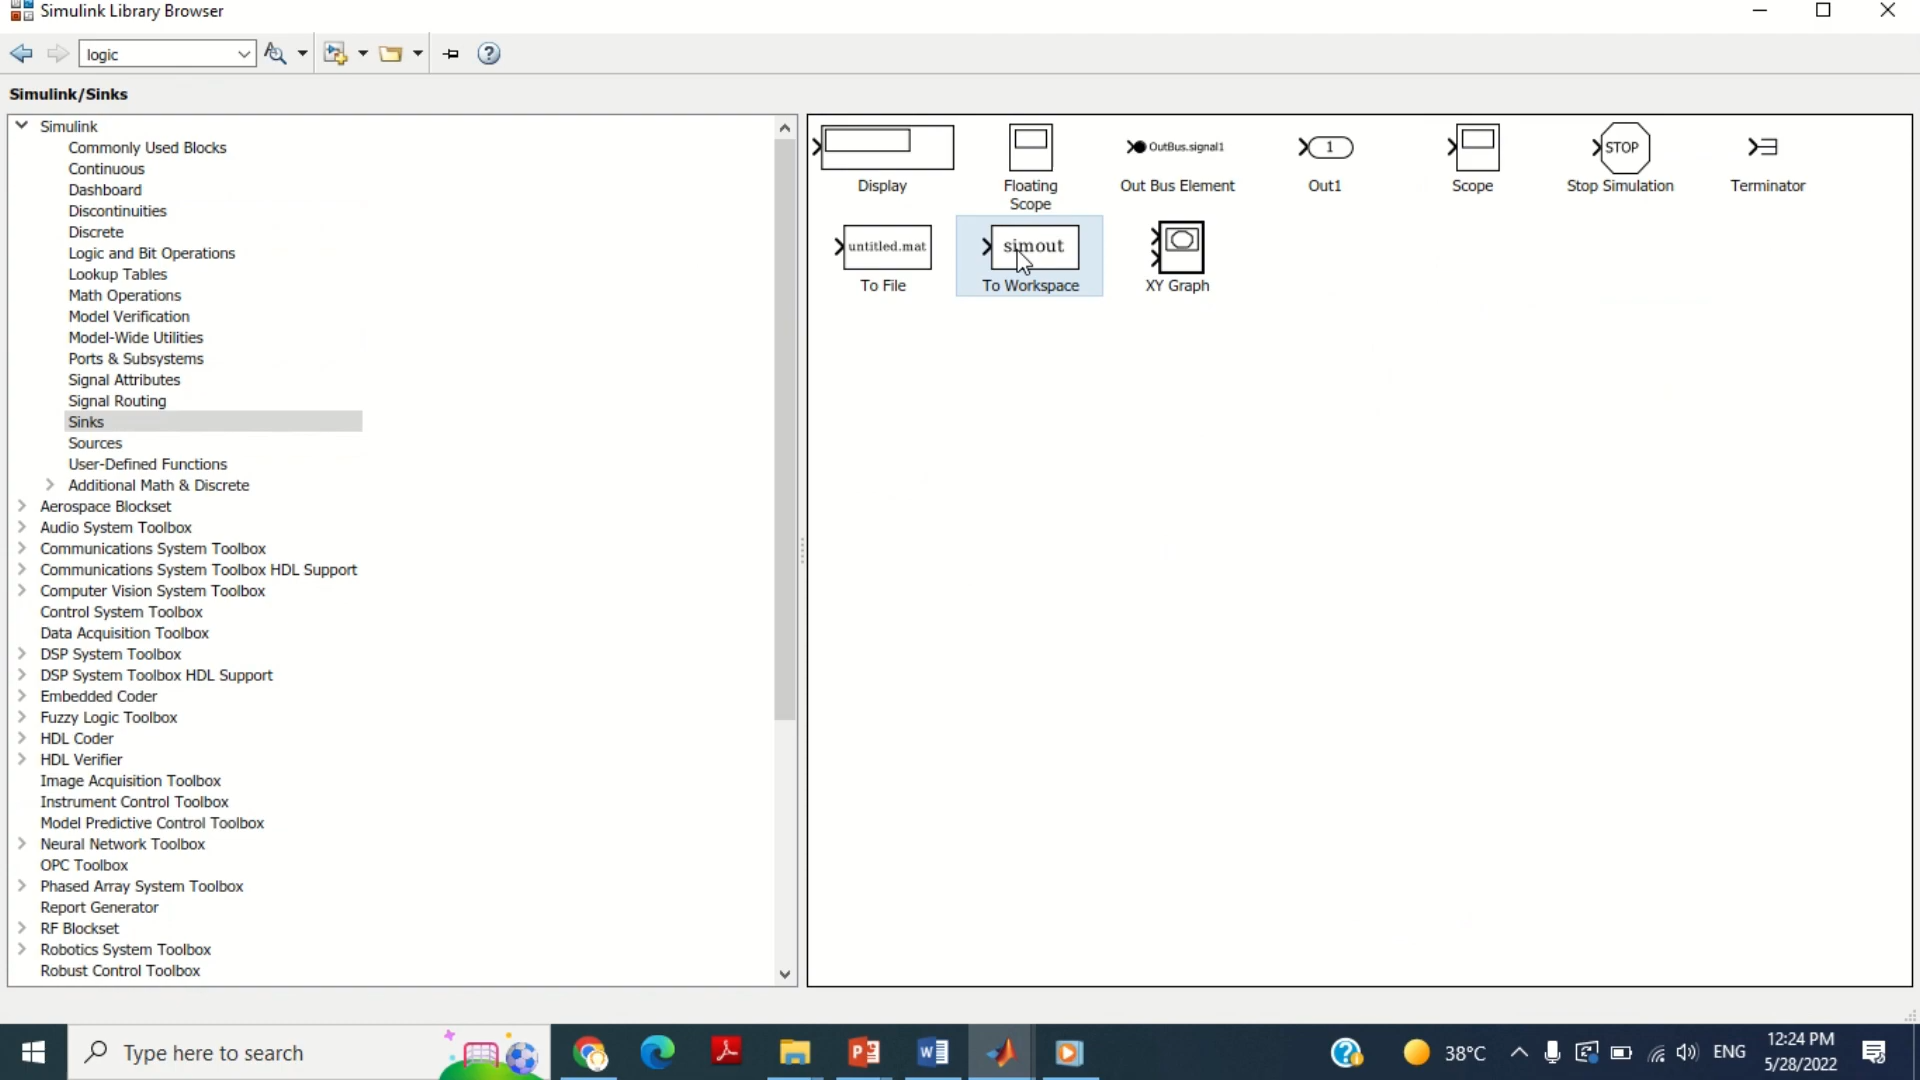 Simulink Library Browser
logic
Simulink/Sinks
Simulink
Commonly Used Blocks
Continuous
Dashboard
Discontinuities
Discrete
Logic and Bit Operations
Lookup Tables
Math Operations
Model Verification
Model-Wide Utilities
Ports & Subsystems
Signal Attributes
Signal Routing
Sinks
Sources
User-Defined Functions
Additional Math & Discrete
Aerospace Blockset
Audio System Toolbox
Communications System Toolbox
Communications System Toolbox HDL Support
Computer Vision System Toolbox
Control System Toolbox
Data Acquisition Toolbox
DSP System Toolbox
DSP System Toolbox HDL Support
Embedded Coder
Fuzzy Logic Toolbox
HDL Coder
HDL Verifier
Image Acquisition Toolbox
Instrument Control Toolbox
Model Predictive Control Toolbox
Neural Network Toolbox
OPC Toolbox
Phased Array System Toolbox
Report Generator
RF Blockset
Robotics System Toolbox
Robust Control Toolbox
OutBus.signal1
1
STOP
Display
Floating
Scope
Out Bus Element
Out1
Scope
Stop Simulation
Terminator
untitled.mat
simout
To File
To Workspace
XY Graph
Type here to search
38°C
ENG
12:24 PM
5/28/2022